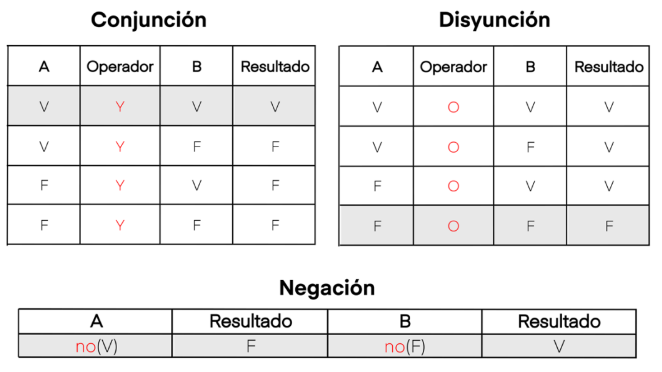 Conjunción
A Operador B Resultado
V Y V V
V Y F F
F Y V F
F Y F F
Disyunción
A Operador B Resultado
V O V V
V O F V
F O V V
F O F F
Negación
A Resultado B Resultado
no(V) F no(F) V